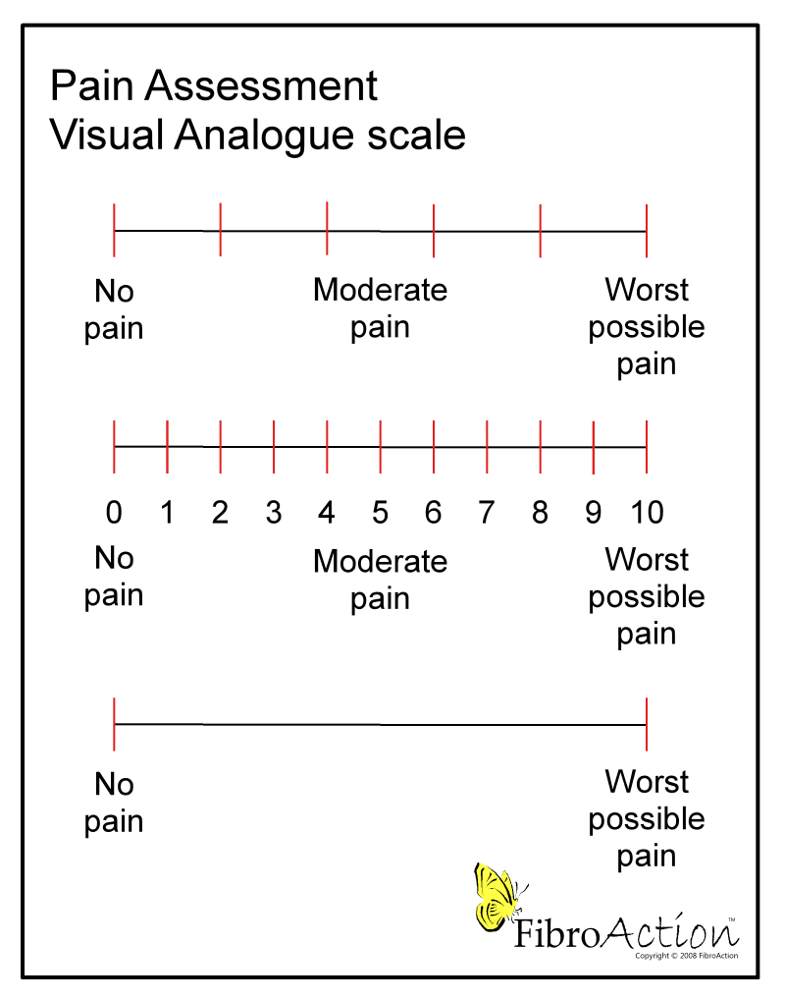 Pain Assessment
Visual Analogue scale
No
pain
Moderate
pain
Worst
possible
pain
0 1 2 3 4 5 6 7 8 9 10
No
pain
Moderate
pain
Worst
possible
pain
No
pain
Worst
possible
pain
FibroAction™
Copyright © 2008 FibroAction